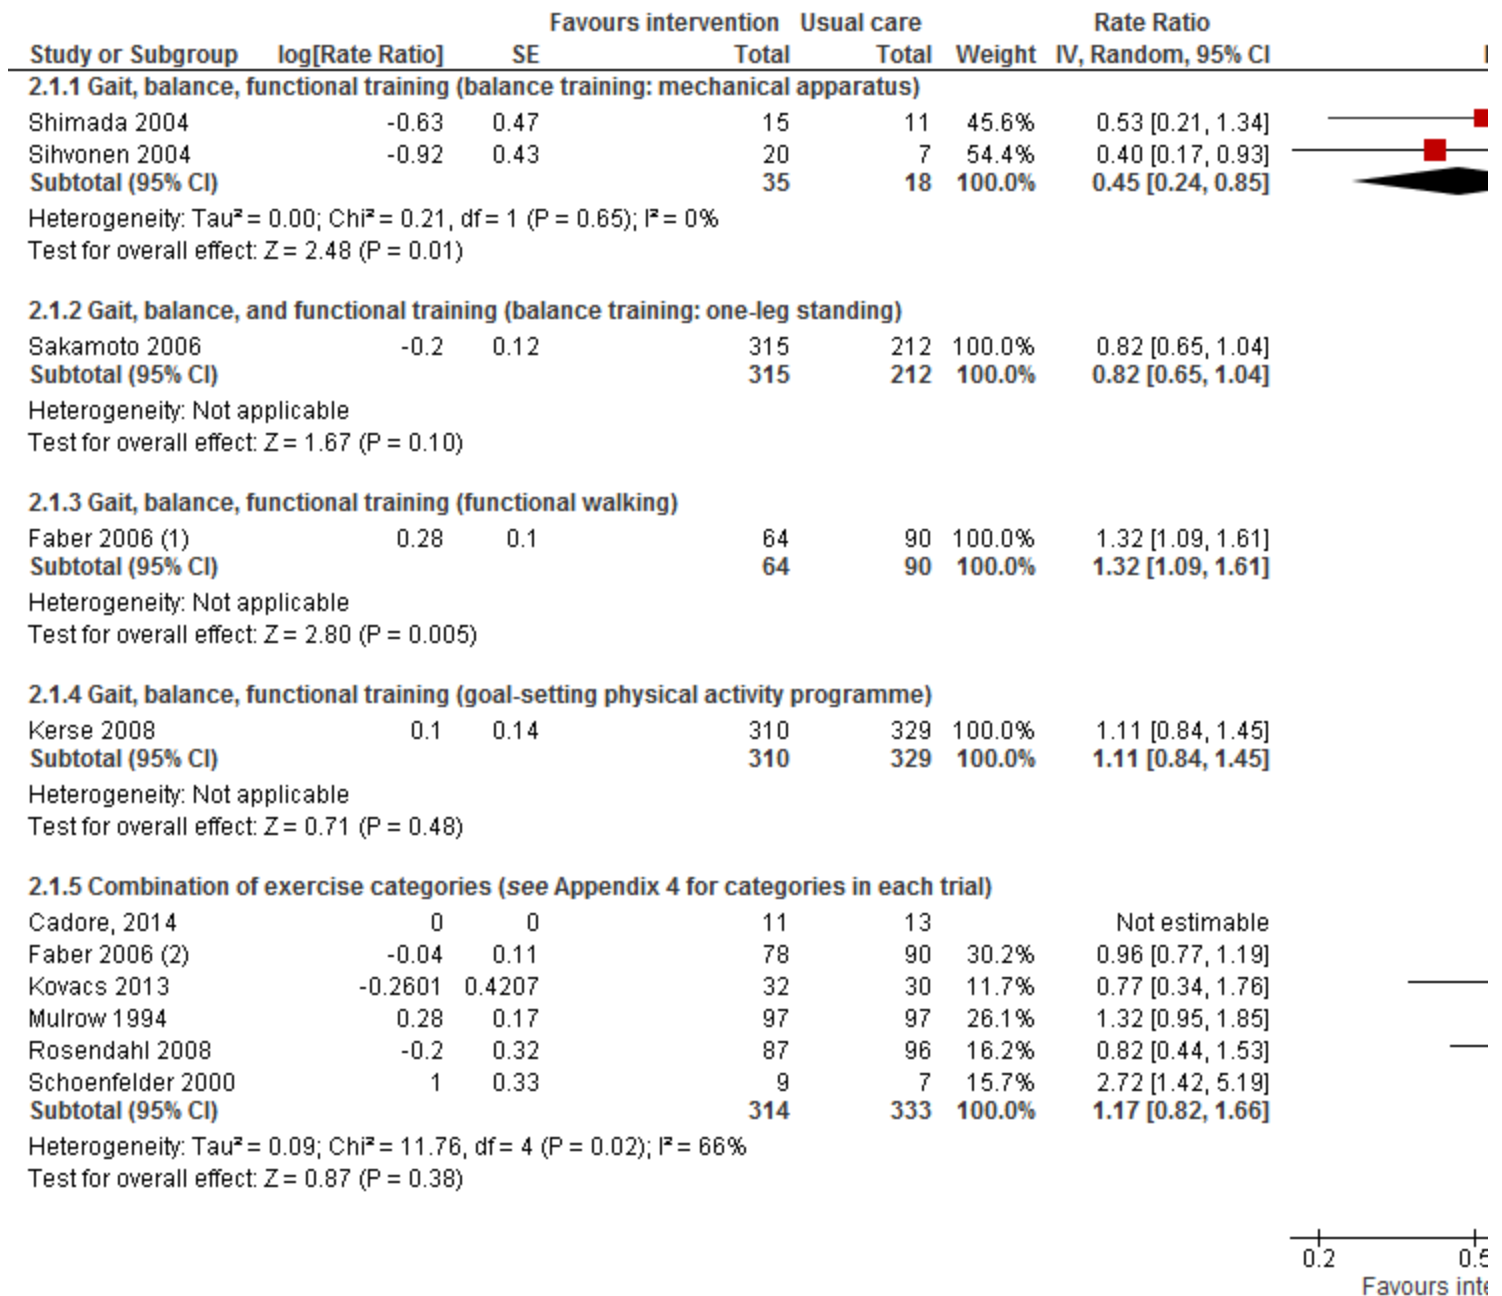 Favours intervention Usual care Rate Ratio
Study or Subgroup log[Rate Ratio] SE Total Total Weight IV, Random, 95% CI
2.1.1 Gait, balance, functional training (balance training: mechanical apparatus)
Shimada 2004 -0.63 0.47 15 11 45.6% 0.53 [0.21, 1.34]
Sihvonen 2004 -0.92 0.43 20 7 54.4% 0.40 [0.17, 0.93]
Subtotal (95% CI) 35 18 100.0% 0.45 [0.24, 0.85]
Heterogeneity: Tau² = 0.00; Chi² = 0.21, df = 1 (P = 0.65); I² = 0%
Test for overall effect: Z = 2.48 (P = 0.01)
2.1.2 Gait, balance, and functional training (balance training: one-leg standing)
Sakamoto 2006 -0.2 0.12 315 212 100.0% 0.82 [0.65, 1.04]
Subtotal (95% CI) 315 212 100.0% 0.82 [0.65, 1.04]
Heterogeneity: Not applicable
Test for overall effect: Z = 1.67 (P = 0.10)
2.1.3 Gait, balance, functional training (functional walking)
Faber 2006 (1) 0.28 0.1 64 90 100.0% 1.32 [1.09, 1.61]
Subtotal (95% CI) 64 90 100.0% 1.32 [1.09, 1.61]
Heterogeneity: Not applicable
Test for overall effect: Z = 2.80 (P = 0.005)
2.1.4 Gait, balance, functional training (goal-setting physical activity programme)
Kerse 2008 0.1 0.14 310 329 100.0% 1.11 [0.84, 1.45]
Subtotal (95% CI) 310 329 100.0% 1.11 [0.84, 1.45]
Heterogeneity: Not applicable
Test for overall effect: Z = 0.71 (P = 0.48)
2.1.5 Combination of exercise categories (see Appendix 4 for categories in each trial)
Cadore, 2014 0 0 11 13 Not estimable
Faber 2006 (2) -0.04 0.11 78 90 30.2% 0.96 [0.77, 1.19]
Kovacs 2013 -0.2601 0.4207 32 30 11.7% 0.77 [0.34, 1.76]
Mulrow 1994 0.28 0.17 97 97 26.1% 1.32 [0.95, 1.85]
Rosendahl 2008 -0.2 0.32 87 96 16.2% 0.82 [0.44, 1.53]
Schoenfelder 2000 1 0.33 9 7 15.7% 2.72 [1.42, 5.19]
Subtotal (95% CI) 314 333 100.0% 1.17 [0.82, 1.66]
Heterogeneity: Tau² = 0.09; Chi² = 11.76, df = 4 (P = 0.02); I² = 66%
Test for overall effect: Z = 0.87 (P = 0.38)
0.2 0.5
Favours inte